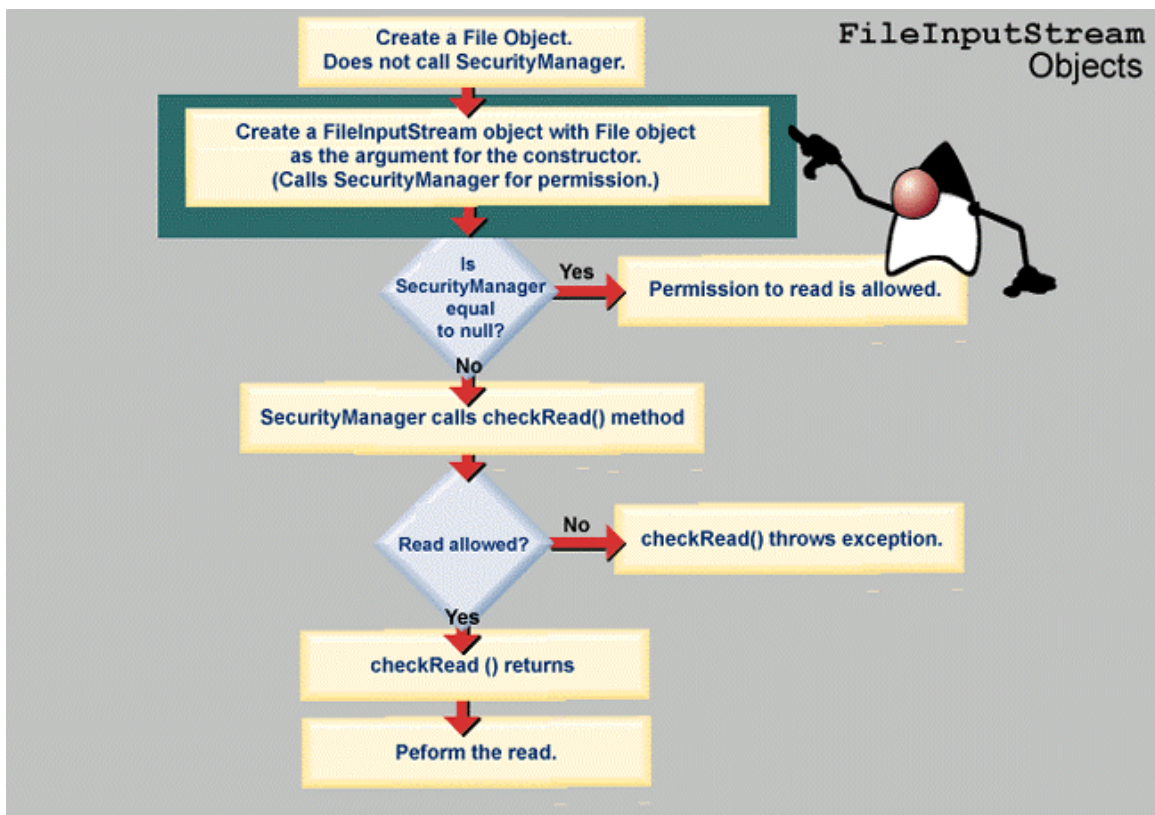 FileInputStream
Objects
Create a File Object.
Does not call SecurityManager.
Create a FileInputStream object with File object
as the argument for the constructor.
(Calls SecurityManager for permission.)
Is
SecurityManager
equal
to null?
Yes
Permission to read is allowed.
No
SecurityManager calls checkRead() method
Read allowed?
No
checkRead() throws exception.
Yes
checkRead () returns
Peform the read.